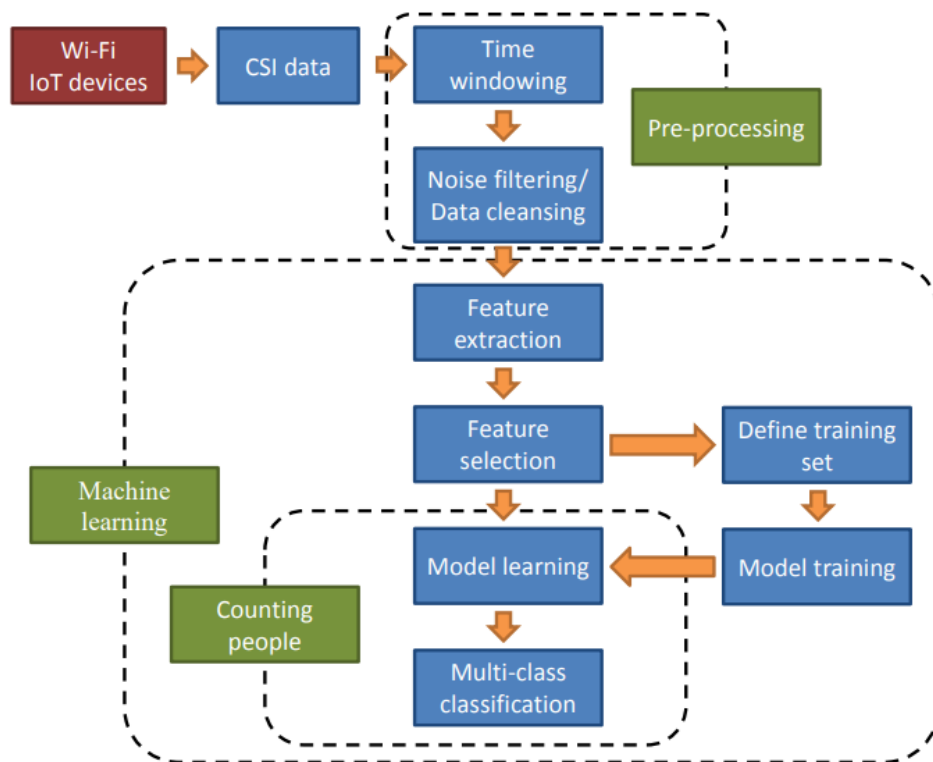 Wi-Fi
IoT devices
CSI data
Time
windowing
Pre-processing
Noise filtering/
Data cleansing
Feature
extraction
Feature
selection
Define training
set
Machine
learning
Model learning
Model training
Counting
people
Multi-class
classification